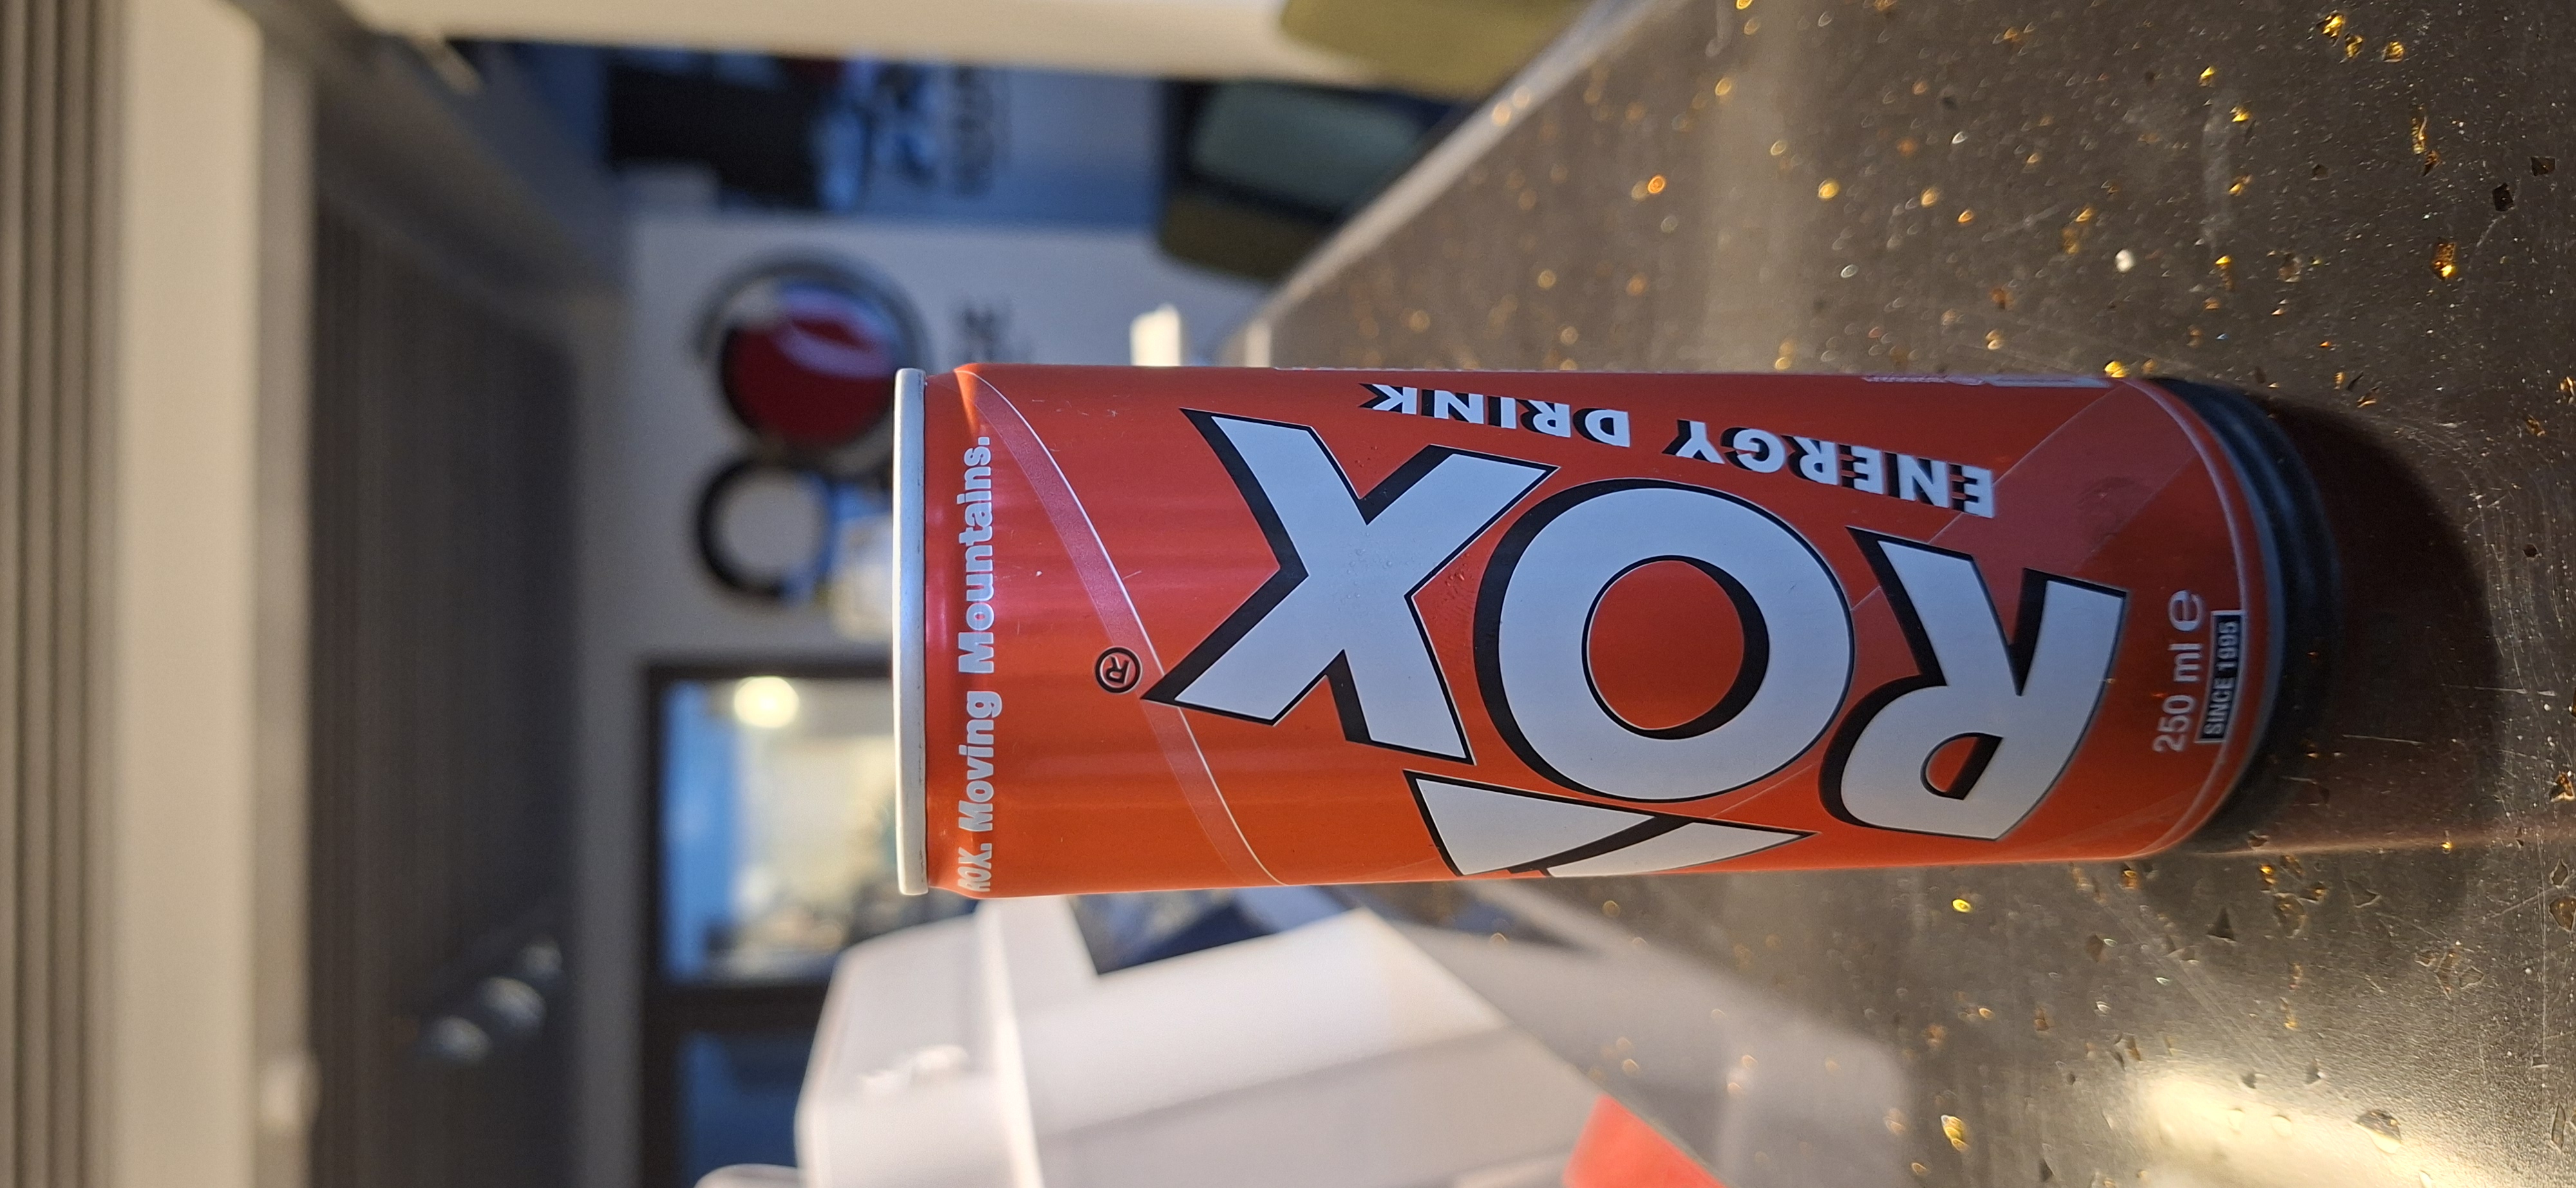 ROX. Moving Mountains.
ROX®
ENERGY DRINK
250 ml e
SINCE 1995